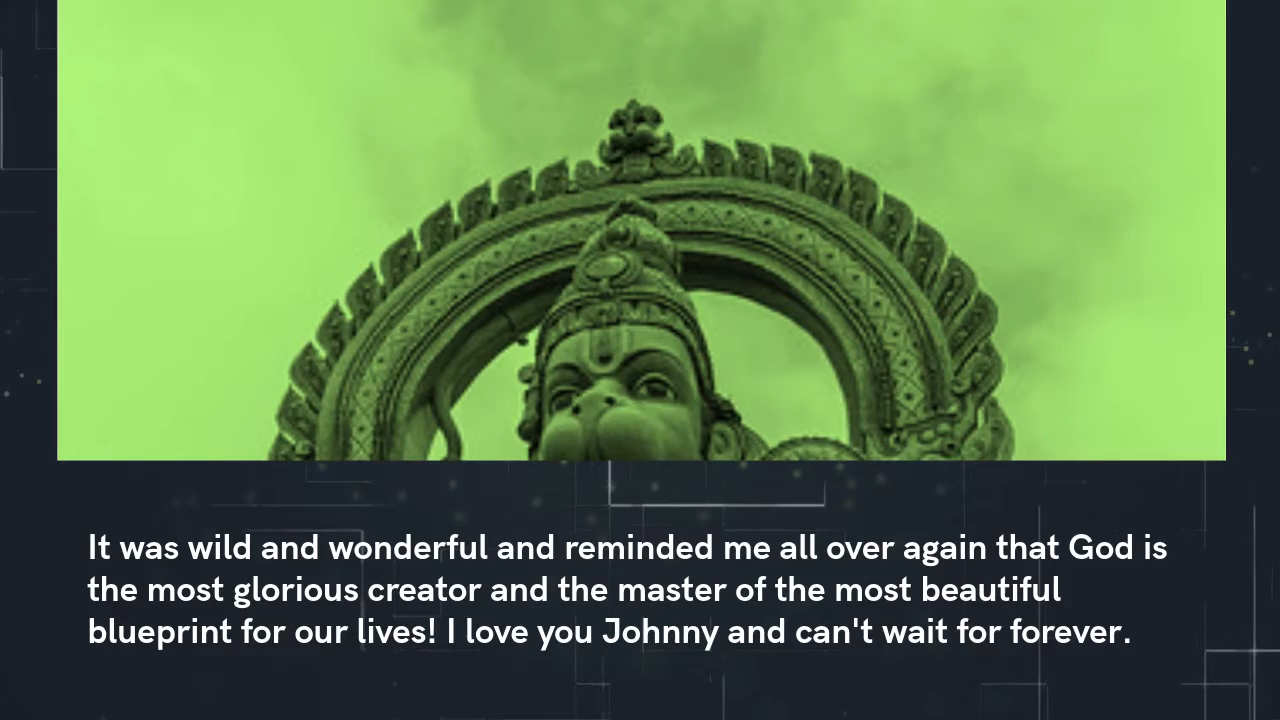 It was wild and wonderful and reminded me all over again that God is
the most glorious creator and the master of the most beautiful
blueprint for our lives! I love you Johnny and can't wait for forever.